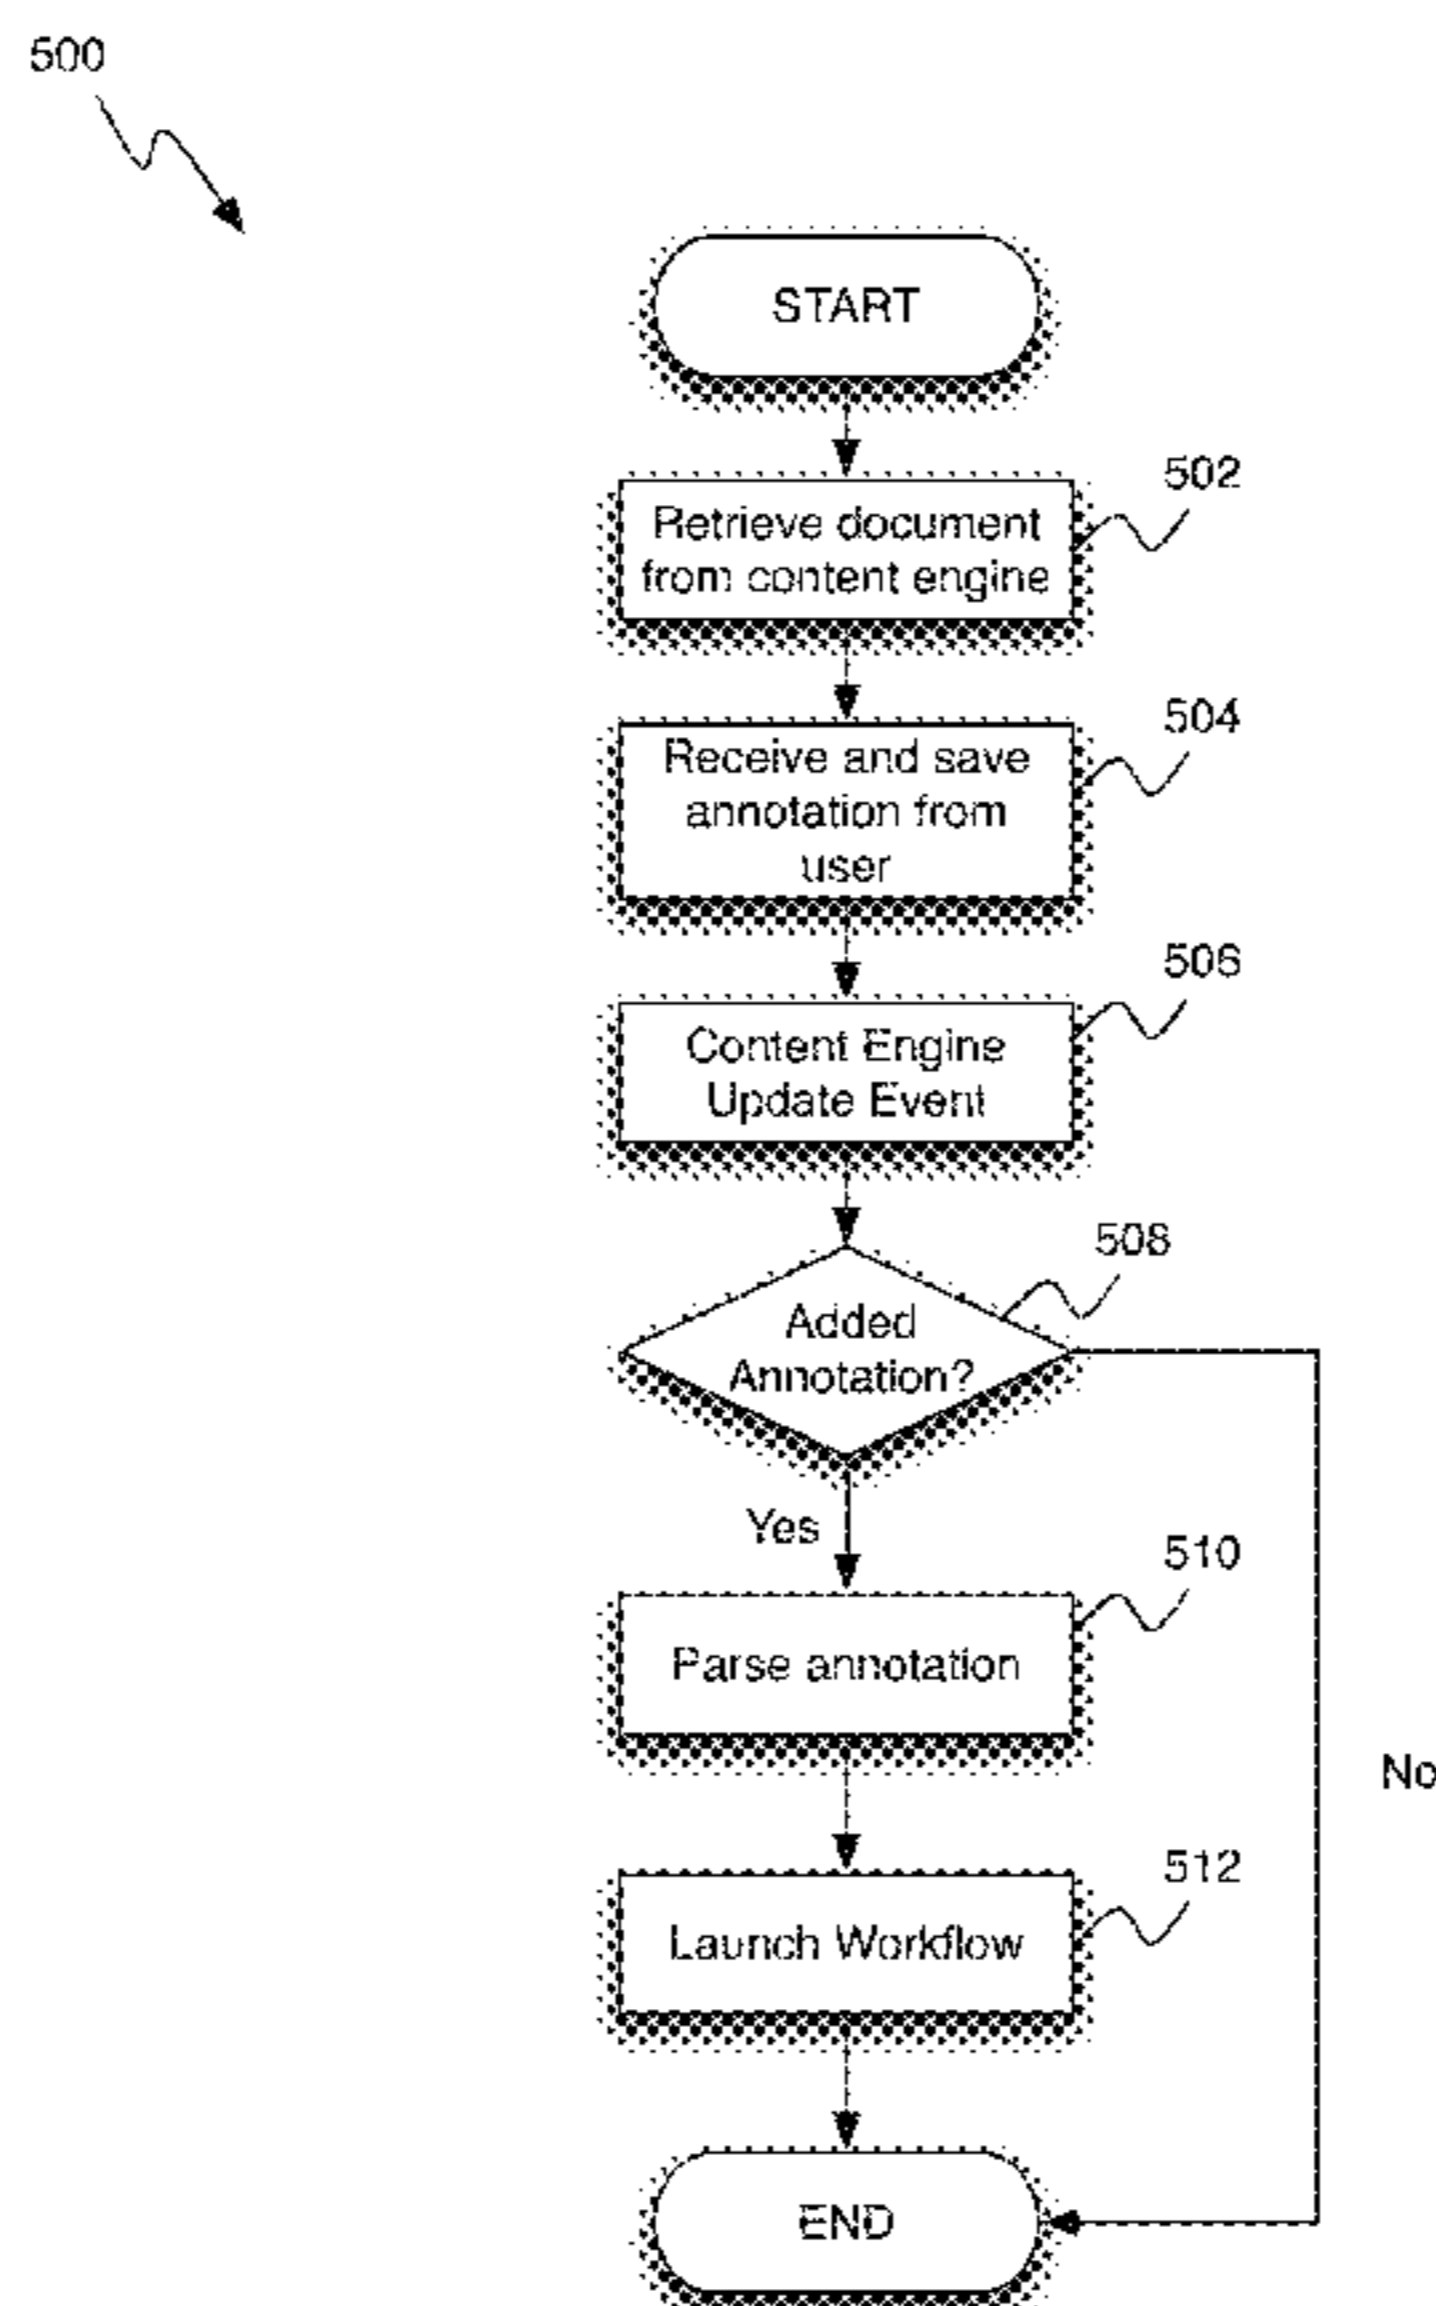 500
START
502
Retrieve document
from content engine
504
Receive and save
annotation from
user
506
Content Engine
Update Event
508
Added
Annotation?
Yes
510
Parse annotation
No
512
Launch Workflow
END